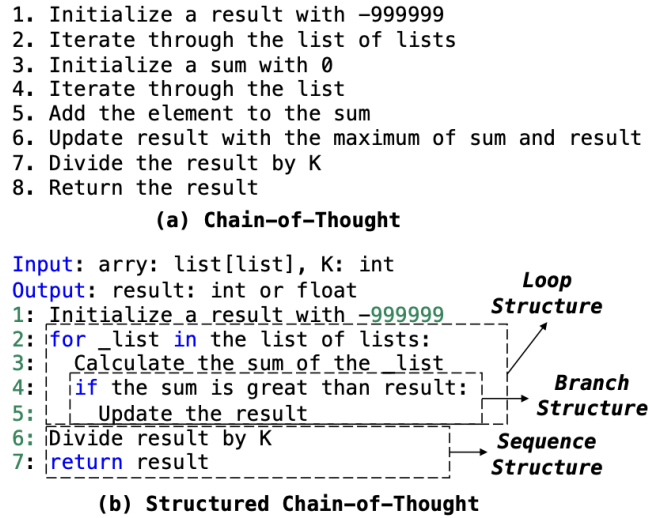 1. Initialize a result with -999999
2. Iterate through the list of lists
3. Initialize a sum with 0
4. Iterate through the list
5. Add the element to the sum
6. Update result with the maximum of sum and result
7. Divide the result by K
8. Return the result
(a) Chain-of-Thought
Input: arry: list[list], K: int
Output: result: int or float
1: Initialize a result with -999999
2: for _list in the list of lists:
3: Calculate the sum of the _list
4: if the sum is great than result:
5: Update the result
6: Divide result by K
7: return result
Loop
Structure
Branch
Structure
Sequence
Structure
(b) Structured Chain-of-Thought